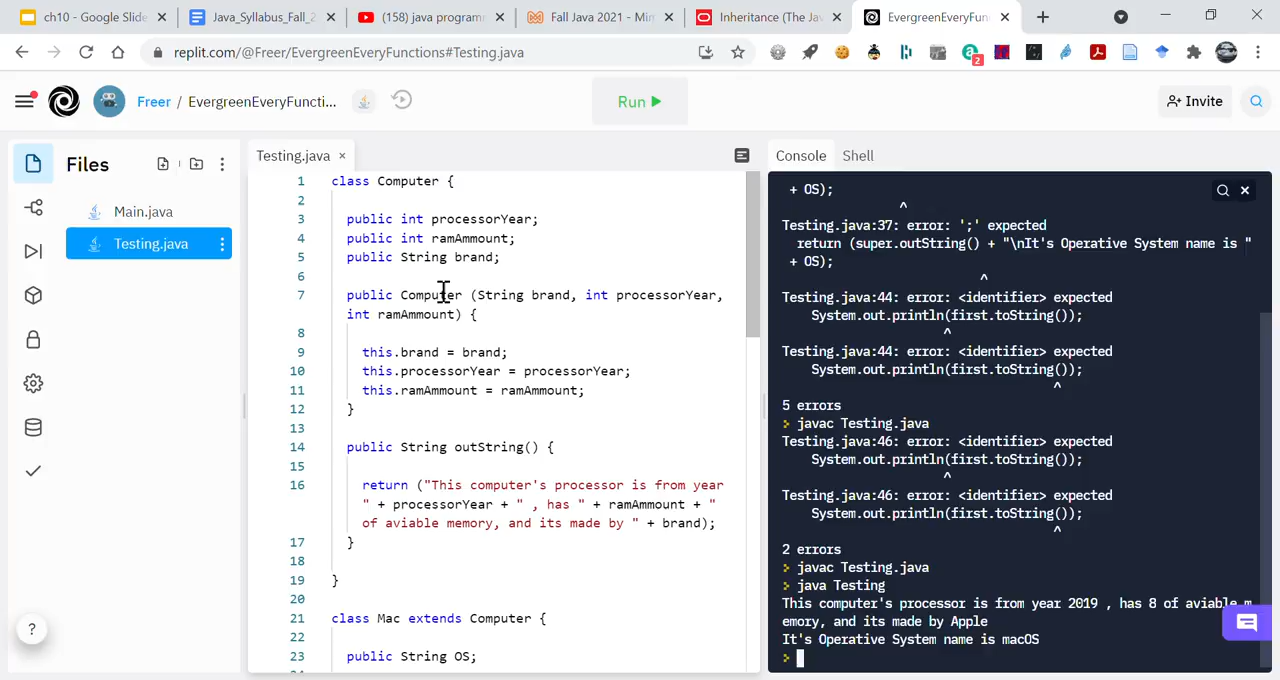 ch10 - Google Slide
Java_Syllabus_Fall_2
(158) java programm
Fall Java 2021 - Mim
Inheritance (The Jav
EvergreenEveryFun
replit.com/@Freer/EvergreenEveryFunctions#Testing.java
2
Freer / EvergreenEveryFuncti...
Run
Invite
Files
Main.java
Testing.java
Testing.java
1 class Computer {
2
3 public int processorYear;
4 public int ramAmmount;
5 public String brand;
6
7 public Computer (String brand, int processorYear,
int ramAmmount) {
8
9 this.brand = brand;
10 this.processorYear = processorYear;
11 this.ramAmmount = ramAmmount;
12 }
13
14 public String outString() {
15
16 return ("This computer's processor is from year
" + processorYear + " , has " + ramAmmount + "
of aviable memory, and its made by " + brand);
17 }
18
19 }
20
21 class Mac extends Computer {
22
23 public String OS;
Console Shell
+ OS);
^
Testing.java:37: error: ';' expected
return (super.outString() + "\nIt's Operative System name is "
+ OS);
^
Testing.java:44: error: <identifier> expected
System.out.println(first.toString());
^
Testing.java:44: error: <identifier> expected
System.out.println(first.toString());
^
5 errors
> javac Testing.java
Testing.java:46: error: <identifier> expected
System.out.println(first.toString());
^
Testing.java:46: error: <identifier> expected
System.out.println(first.toString());
^
2 errors
> javac Testing.java
> java Testing
This computer's processor is from year 2019 , has 8 of aviable m
emory, and its made by Apple
It's Operative System name is macOS
>
?